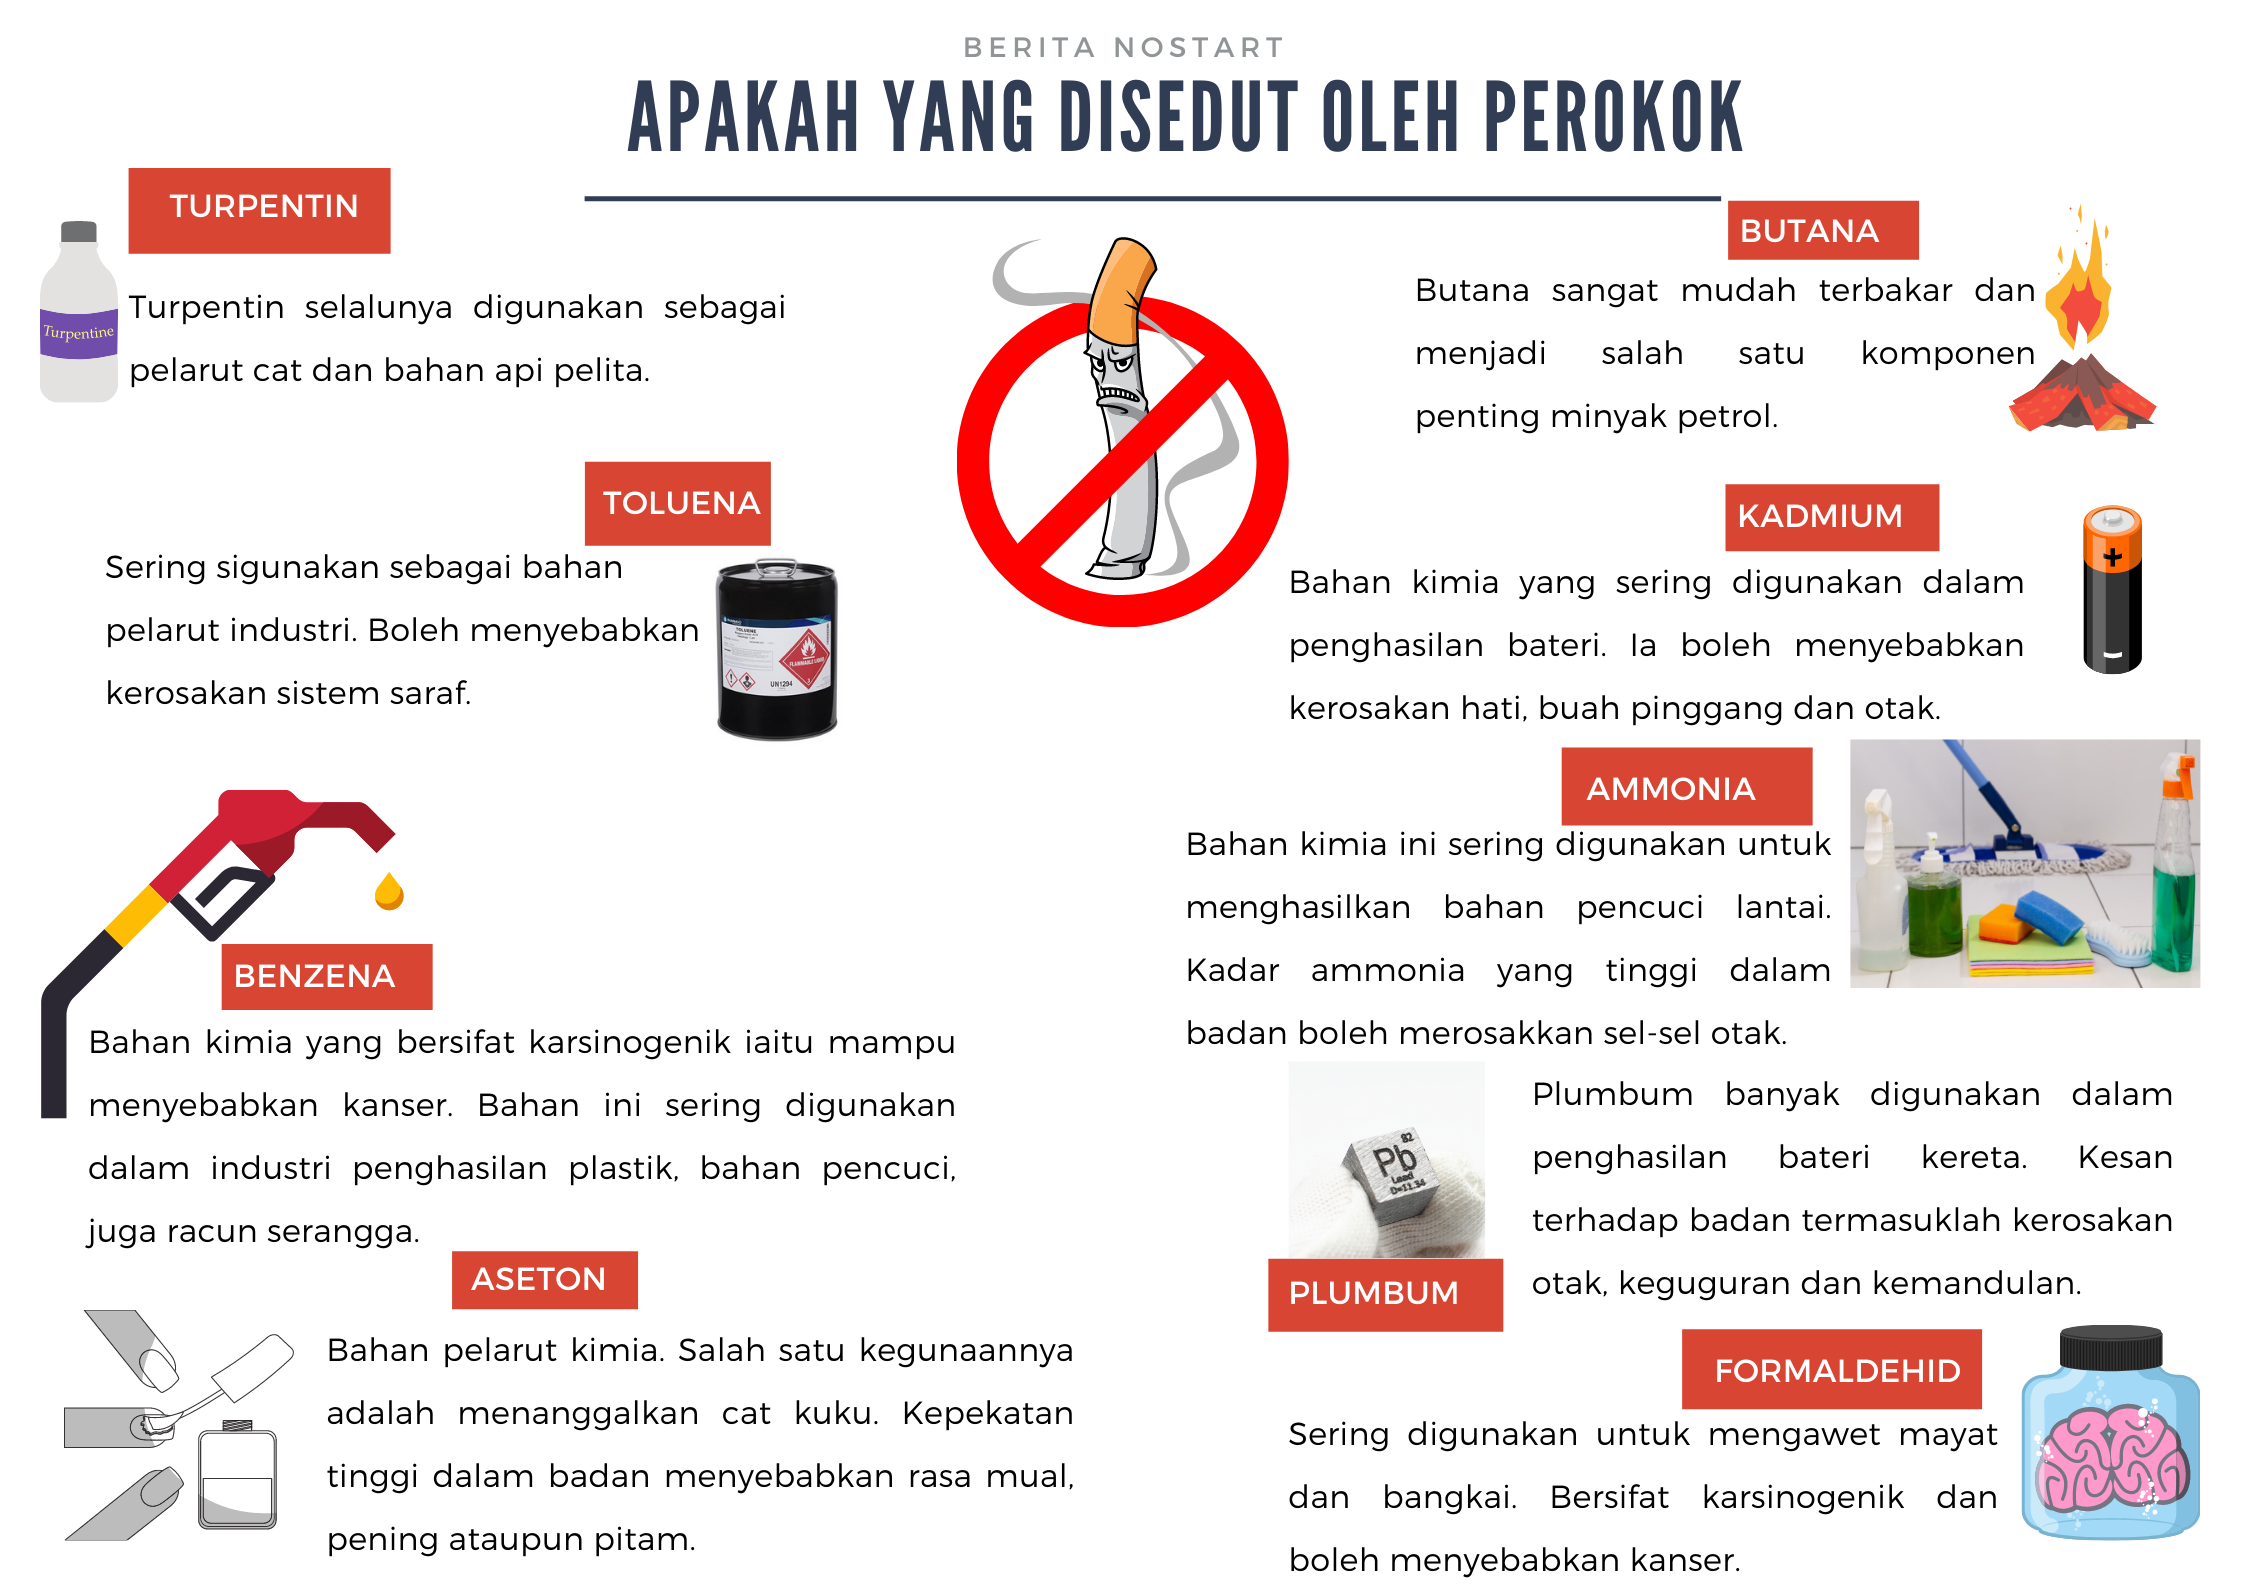 BERITA NOSTART
APAKAH YANG DISEDUT OLEH PEROKOK
TURPENTIN
Turpentine
Turpentin selalunya digunakan sebagai
pelarut cat dan bahan api pelita.
TOLUENA
Sering sigunakan sebagai bahan
pelarut industri. Boleh menyebabkan
kerosakan sistem saraf.
TOLUENE
FLAMMABLE LIQUID
UN1294
BENZENA
Bahan kimia yang bersifat karsinogenik iaitu mampu
menyebabkan kanser. Bahan ini sering digunakan
dalam industri penghasilan plastik, bahan pencuci,
juga racun serangga.
ASETON
Bahan pelarut kimia. Salah satu kegunaannya
adalah menanggalkan cat kuku. Kepekatan
tinggi dalam badan menyebabkan rasa mual,
pening ataupun pitam.
BUTANA
Butana sangat mudah terbakar dan
menjadi salah satu komponen
penting minyak petrol.
KADMIUM
+
Bahan kimia yang sering digunakan dalam
penghasilan bateri. Ia boleh menyebabkan
kerosakan hati, buah pinggang dan otak.
AMMONIA
Bahan kimia ini sering digunakan untuk
menghasilkan bahan pencuci lantai.
Kadar ammonia yang tinggi dalam
badan boleh merosakkan sel-sel otak.
82
Pb
Lead
D=11.34
PLUMBUM
Plumbum banyak digunakan dalam
penghasilan bateri kereta. Kesan
terhadap badan termasuklah kerosakan
otak, keguguran dan kemandulan.
FORMALDEHID
Sering digunakan untuk mengawet mayat
dan bangkai. Bersifat karsinogenik dan
boleh menyebabkan kanser.